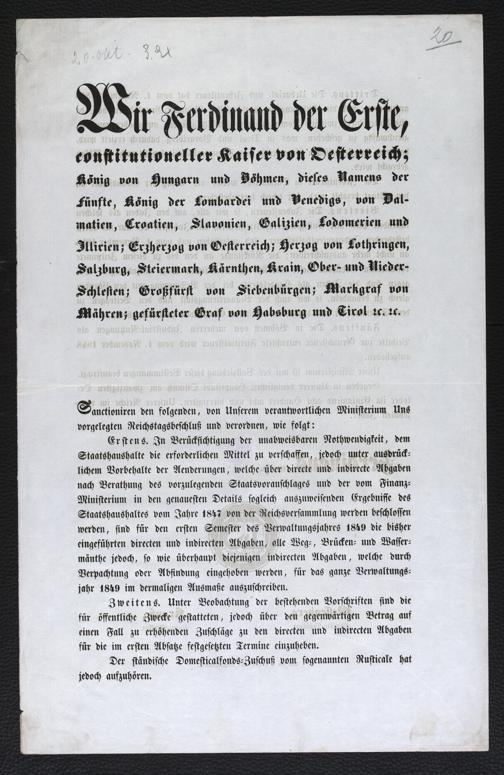 20. Okt.
20
Wir Ferdinand der Erste,
constitutioneller Kaiser von Oesterreich;
König von Hungarn und Böhmen, dieses Namens der
Fünfte, König der Lombardei und Venedigs, von Dal-
matien, Croatien, Slavonien, Galizien, Lodomerien und
Illirien; Erzherzog von Oesterreich; Herzog von Lothringen,
Salzburg, Steiermark, Kärnthen, Krain, Ober- und Nieder-
Schlesien; Großfürst von Siebenbürgen; Markgraf von
Mähren; gefürsteter Graf von Habsburg und Tirol ꝛc. ꝛc.
Sanctioniren den folgenden, von Unserem verantwortlichen Ministerium Uns
vorgelegten Reichstagsbeschluß und verordnen, wie folgt:
Erstens. In Berücksichtigung der unabweisbaren Nothwendigkeit, dem
Staatshaushalte die erforderlichen Mittel zu verschaffen, jedoch unter ausdrück-
lichem Vorbehalte der Aenderungen, welche über directe und indirecte Abgaben
nach Berathung des vorzulegenden Staatsvoranschlages und der vom Finanz-
Ministerium in den genauesten Details sogleich auszuweisenden Ergebnisse des
Staatshaushaltes vom Jahre 1847 von der Reichsversammlung werden beschlossen
werden, sind für den ersten Semester des Verwaltungsjahres 1849 die bisher
eingeführten directen und indirecten Abgaben, alle Weg-, Brücken- und Wasser-
mänthe jedoch, so wie überhaupt diejenigen indirecten Abgaben, welche durch
Verpachtung oder Abfindung eingehoben werden, für das ganze Verwaltungs-
jahr 1849 im dermaligen Ausmaße auszuschreiben.
Zweitens. Unter Beobachtung der bestehenden Vorschriften sind die
für öffentliche Zwecke gestatteten, jedoch über den gegenwärtigen Betrag auf
einen Fall zu erhöhenden Zuschläge zu den directen und indirecten Abgaben
für die im ersten Absatze festgesetzten Termine einzuheben.
Der ständische Domesticalfonds-Zuschuß vom sogenannten Rusticale hat
jedoch aufzuhören.